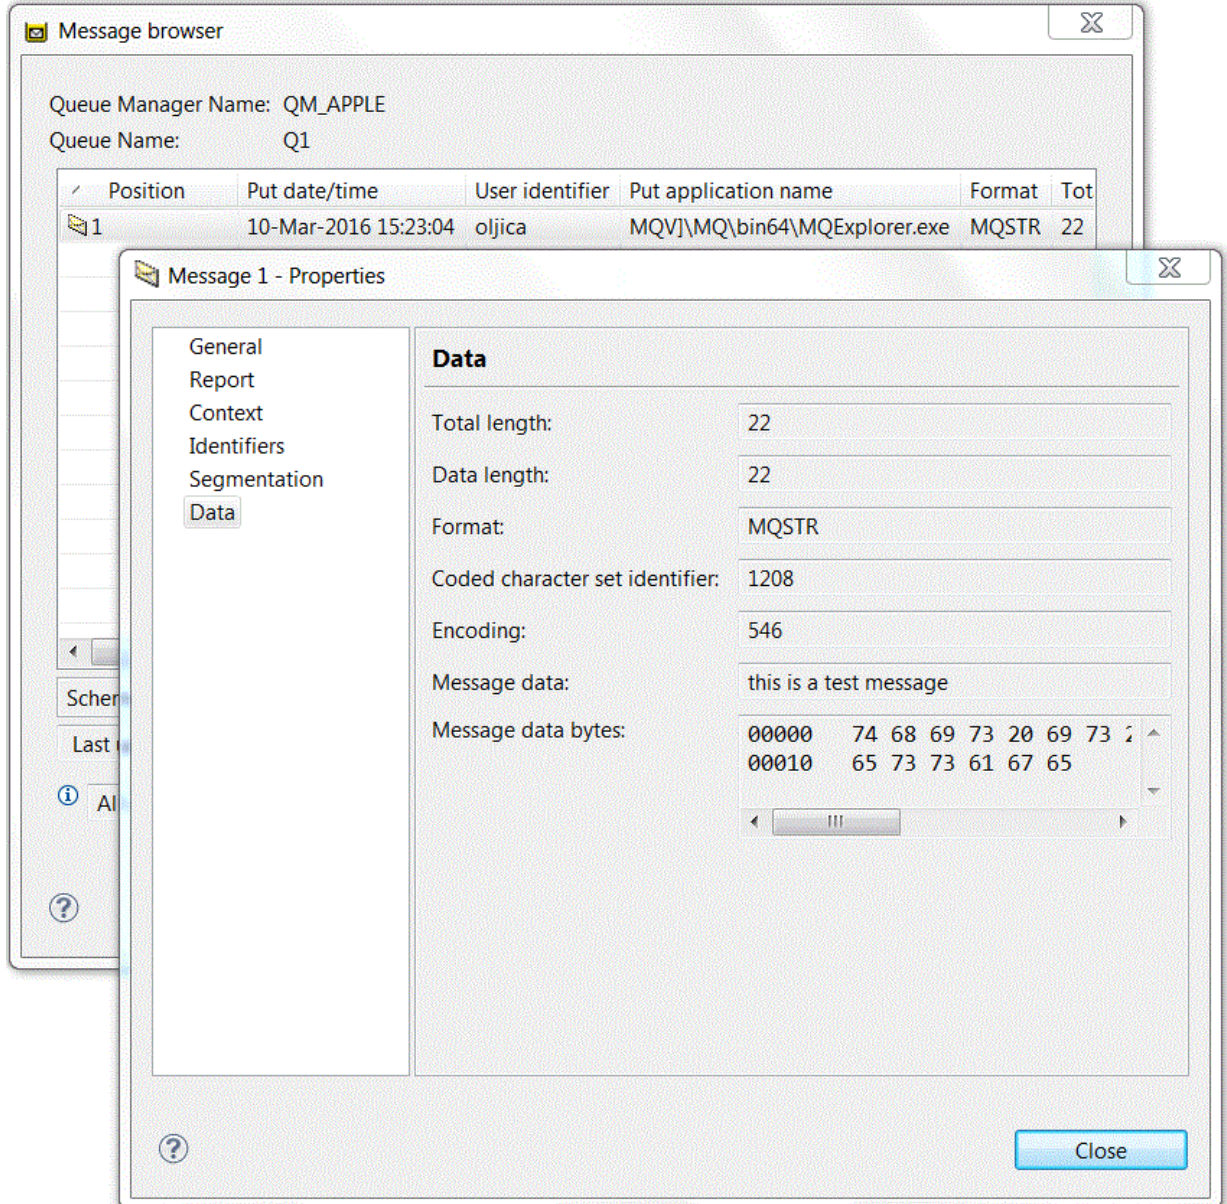 Message browser
Queue Manager Name: QM_APPLE
Queue Name: Q1
Position Put date/time User identifier Put application name Format Tot
1 10-Mar-2016 15:23:04 oljica MQV]\MQ\bin64\MQExplorer.exe MQSTR 22
Message 1 - Properties
General
Report
Context
Identifiers
Segmentation
Data
Data
Total length: 22
Data length: 22
Format: MQSTR
Coded character set identifier: 1208
Encoding: 546
Message data: this is a test message
Message data bytes: 00000 74 68 69 73 20 69 73
00010 65 73 73 61 67 65
Scher
Last
Al
Close